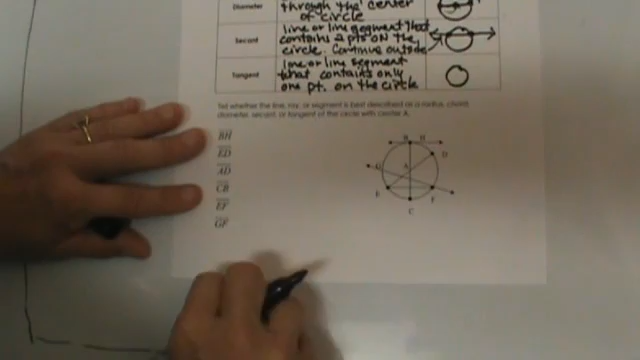 Diameter
through the center
of circle
Secant
line or line segment that
contains 2 pts ON the
circle. Continue outside
Tangent
line or line segment
that contains only
one pt. on the circle
Tell whether the line, ray, or segment is best described as a radius, chord,
diameter, secant, or tangent of the circle with center A.
BH
ED
AD
CB
EF
GF
B H
D
G
A
E
F
C